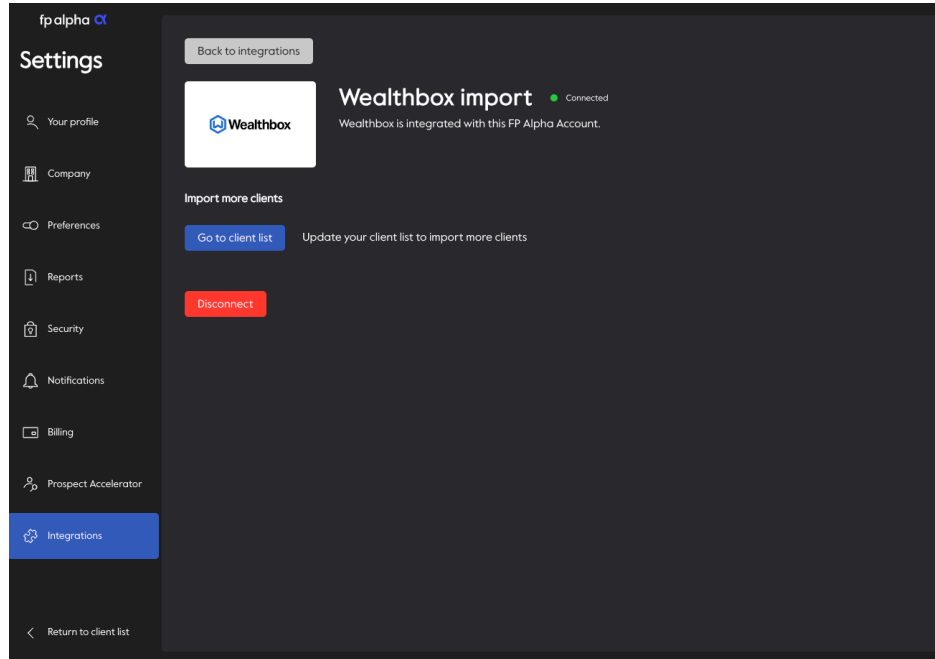 fp alpha
Settings
Your profile
Company
Preferences
Reports
Security
Notifications
Billing
Prospect Accelerator
Integrations
Return to client list
Back to integrations
Wealthbox
Wealthbox import
Connected
Wealthbox is integrated with this FP Alpha Account.
Import more clients
Go to client list
Update your client list to import more clients
Disconnect